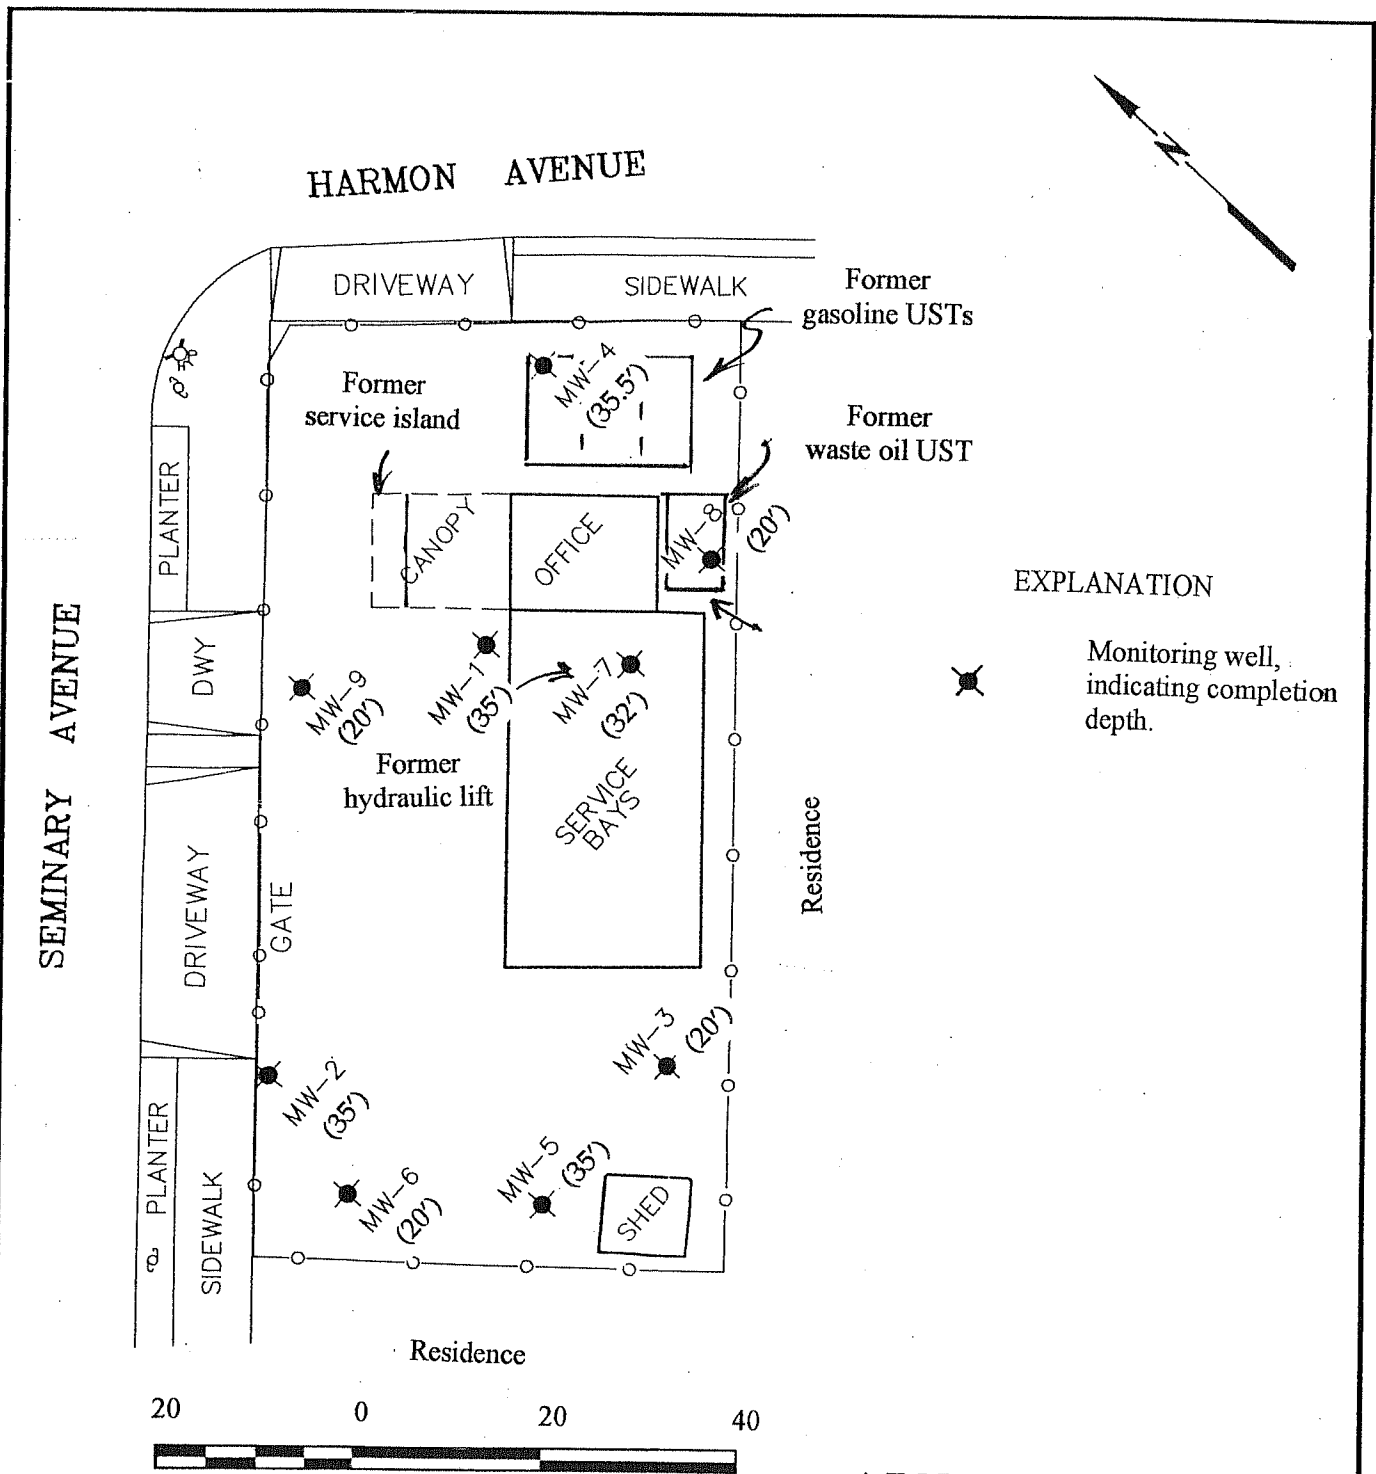 HARMON AVENUE
N
DRIVEWAY
SIDEWALK
Former
gasoline USTs
MW-4
(35.5')
Former
service island
Former
waste oil UST
PLANTER
CANOPY
OFFICE
MW-8
(20')
EXPLANATION
Monitoring well,
indicating completion
depth.
SEMINARY AVENUE
DWY
MW-9
(20')
MW-1
(35')
MW-7
(32')
Former
hydraulic lift
SERVICE
BAYS
Residence
DRIVEWAY
GATE
MW-3
(20')
MW-2
(35')
MW-5
(35')
MW-6
(20')
SHED
PLANTER
SIDEWALK
Residence
20 0 20 40